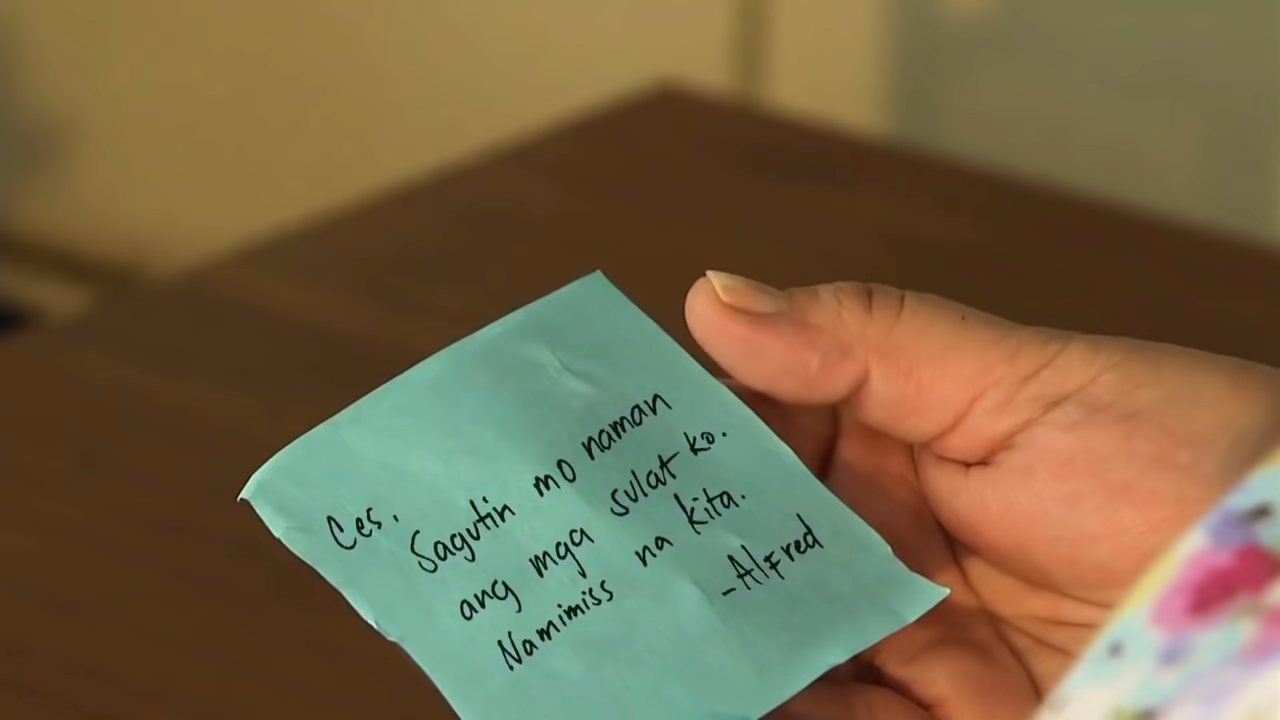 Ces,
Sagutin mo naman
ang mga sulat ko.
Namimiss na kita.
-Alfred